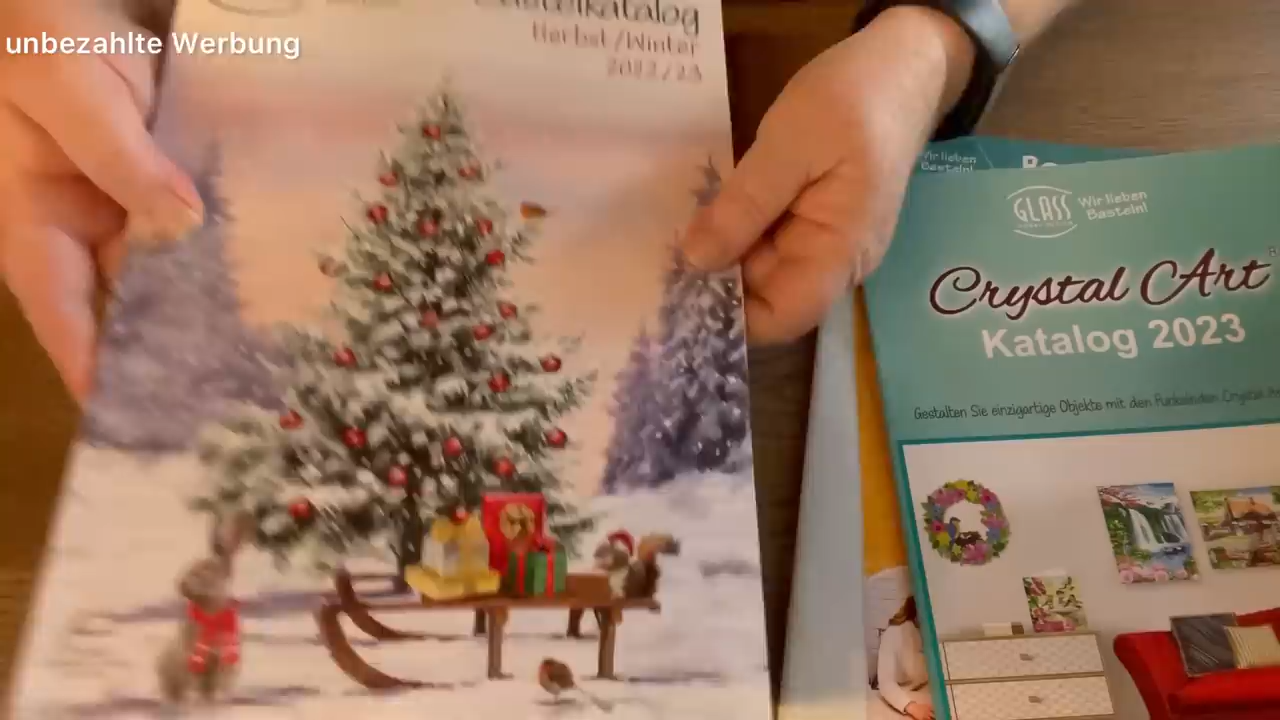 unbezahlte Werbung
Bastelkatalog
Herbst/Winter
2022/23
Wir lieben
Basteln!
GLASS
Wir lieben
Basteln!
Crystal Art
Katalog 2023
Gestalten Sie einzigartige Objekte mit den funkelnden Crystal